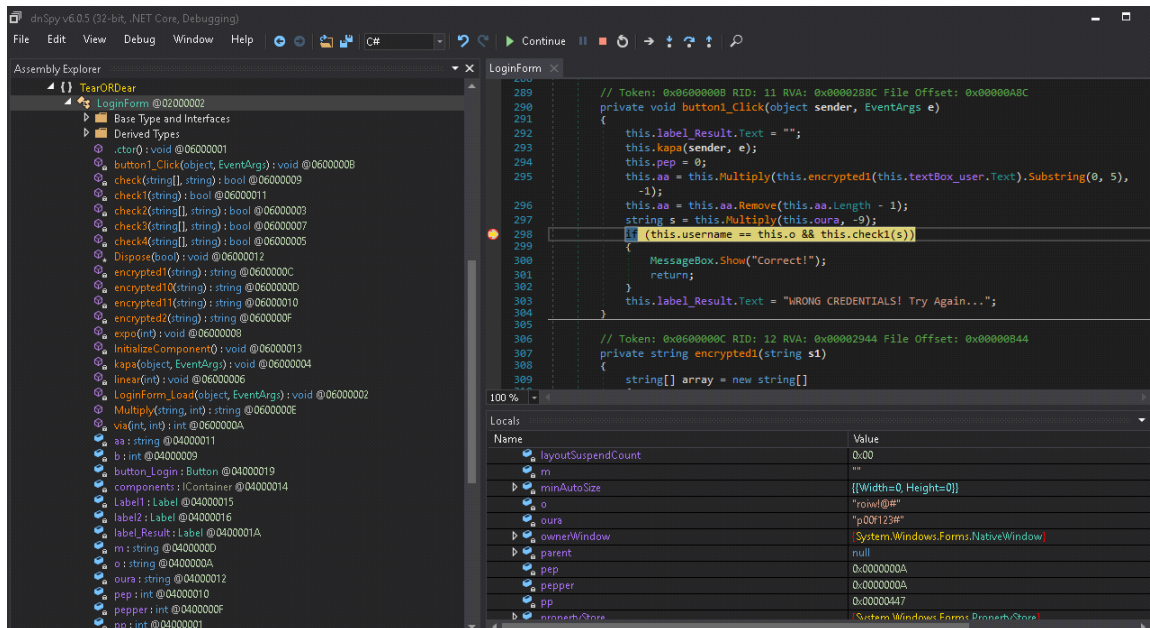 dnSpy v6.0.5 (32-bit, .NET Core, Debugging)
File Edit View Debug Window Help C# Continue
Assembly Explorer
{ } TearORDear
LoginForm @02000002
Base Type and Interfaces
Derived Types
.ctor() : void @06000001
button1_Click(object, EventArgs) : void @0600000B
check(string[], string) : bool @06000009
check1(string) : bool @06000011
check2(string[], string) : bool @06000003
check3(string[], string) : bool @06000007
check4(string[], string) : bool @06000005
Dispose(bool) : void @06000012
encrypted1(string) : string @0600000C
encrypted10(string) : string @0600000D
encrypted11(string) : string @06000010
encrypted2(string) : string @0600000F
expo(int) : void @06000008
InitializeComponent() : void @06000013
kapa(object, EventArgs) : void @06000004
linear(int) : void @06000006
LoginForm_Load(object, EventArgs) : void @06000002
Multiply(string, int) : string @0600000E
via(int, int) : int @0600000A
aa : string @04000011
b : int @04000009
button_Login : Button @04000019
components : IContainer @04000014
Label1 : Label @04000015
label2 : Label @04000016
label_Result : Label @0400001A
m : string @0400000D
o : string @0400000A
oura : string @04000012
pep : int @04000010
pepper : int @0400000F
pp : int @04000001
LoginForm
289 // Token: 0x0600000B RID: 11 RVA: 0x0000288C File Offset: 0x00000A8C
290 private void button1_Click(object sender, EventArgs e)
291 {
292 this.label_Result.Text = "";
293 this.kapa(sender, e);
294 this.pep = 0;
295 this.aa = this.Multiply(this.encrypted1(this.textBox_user.Text).Substring(0, 5),
-1);
296 this.aa = this.aa.Remove(this.aa.Length - 1);
297 string s = this.Multiply(this.oura, -9);
298 if (this.username == this.o && this.check1(s))
299 {
300 MessageBox.Show("Correct!");
301 return;
302 }
303 this.label_Result.Text = "WRONG CREDENTIALS! Try Again...";
304 }
305
306 // Token: 0x0600000C RID: 12 RVA: 0x00002944 File Offset: 0x00000B44
307 private string encrypted1(string s1)
308 {
309 string[] array = new string[]
100 %
Locals
Name Value
layoutSuspendCount 0x00
m ""
minAutoSize {{Width=0, Height=0}}
o "roiw!@#"
oura "p00f123#"
ownerWindow {System.Windows.Forms.NativeWindow}
parent null
pep 0x0000000A
pepper 0x0000000A
pp 0x00000447
propertyStore {System.Windows.Forms.PropertyStore}